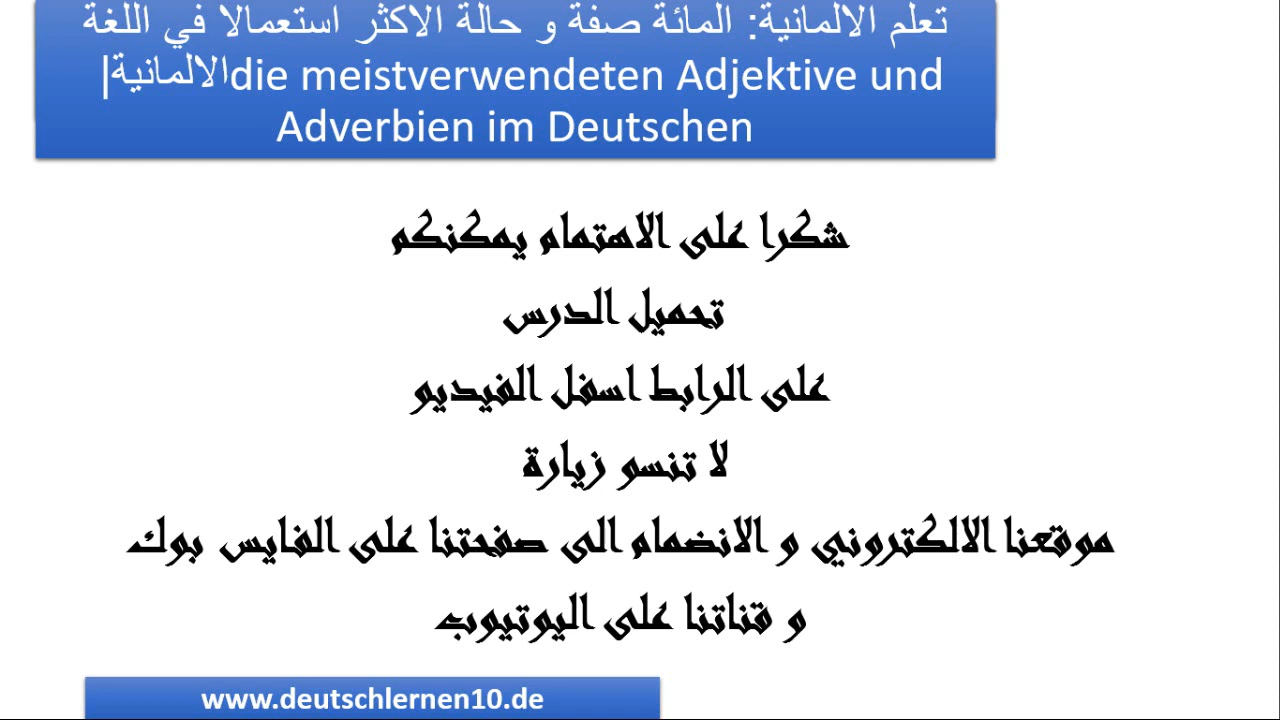 تعلم الالمانية: المائة صفة و حالة الاكثر استعمالا في اللغة
الالمانية|die meistverwendeten Adjektive und
Adverbien im Deutschen
شكرا على الاهتمام يمكنكم
تحميل الدرس
على الرابط اسفل الفيديو
لا تنسو زيارة
موقعنا الالكتروني و الانضمام الى صفحتنا على الفايس بوك
و قناتنا على اليوتيوب
www.deutschlernen10.de